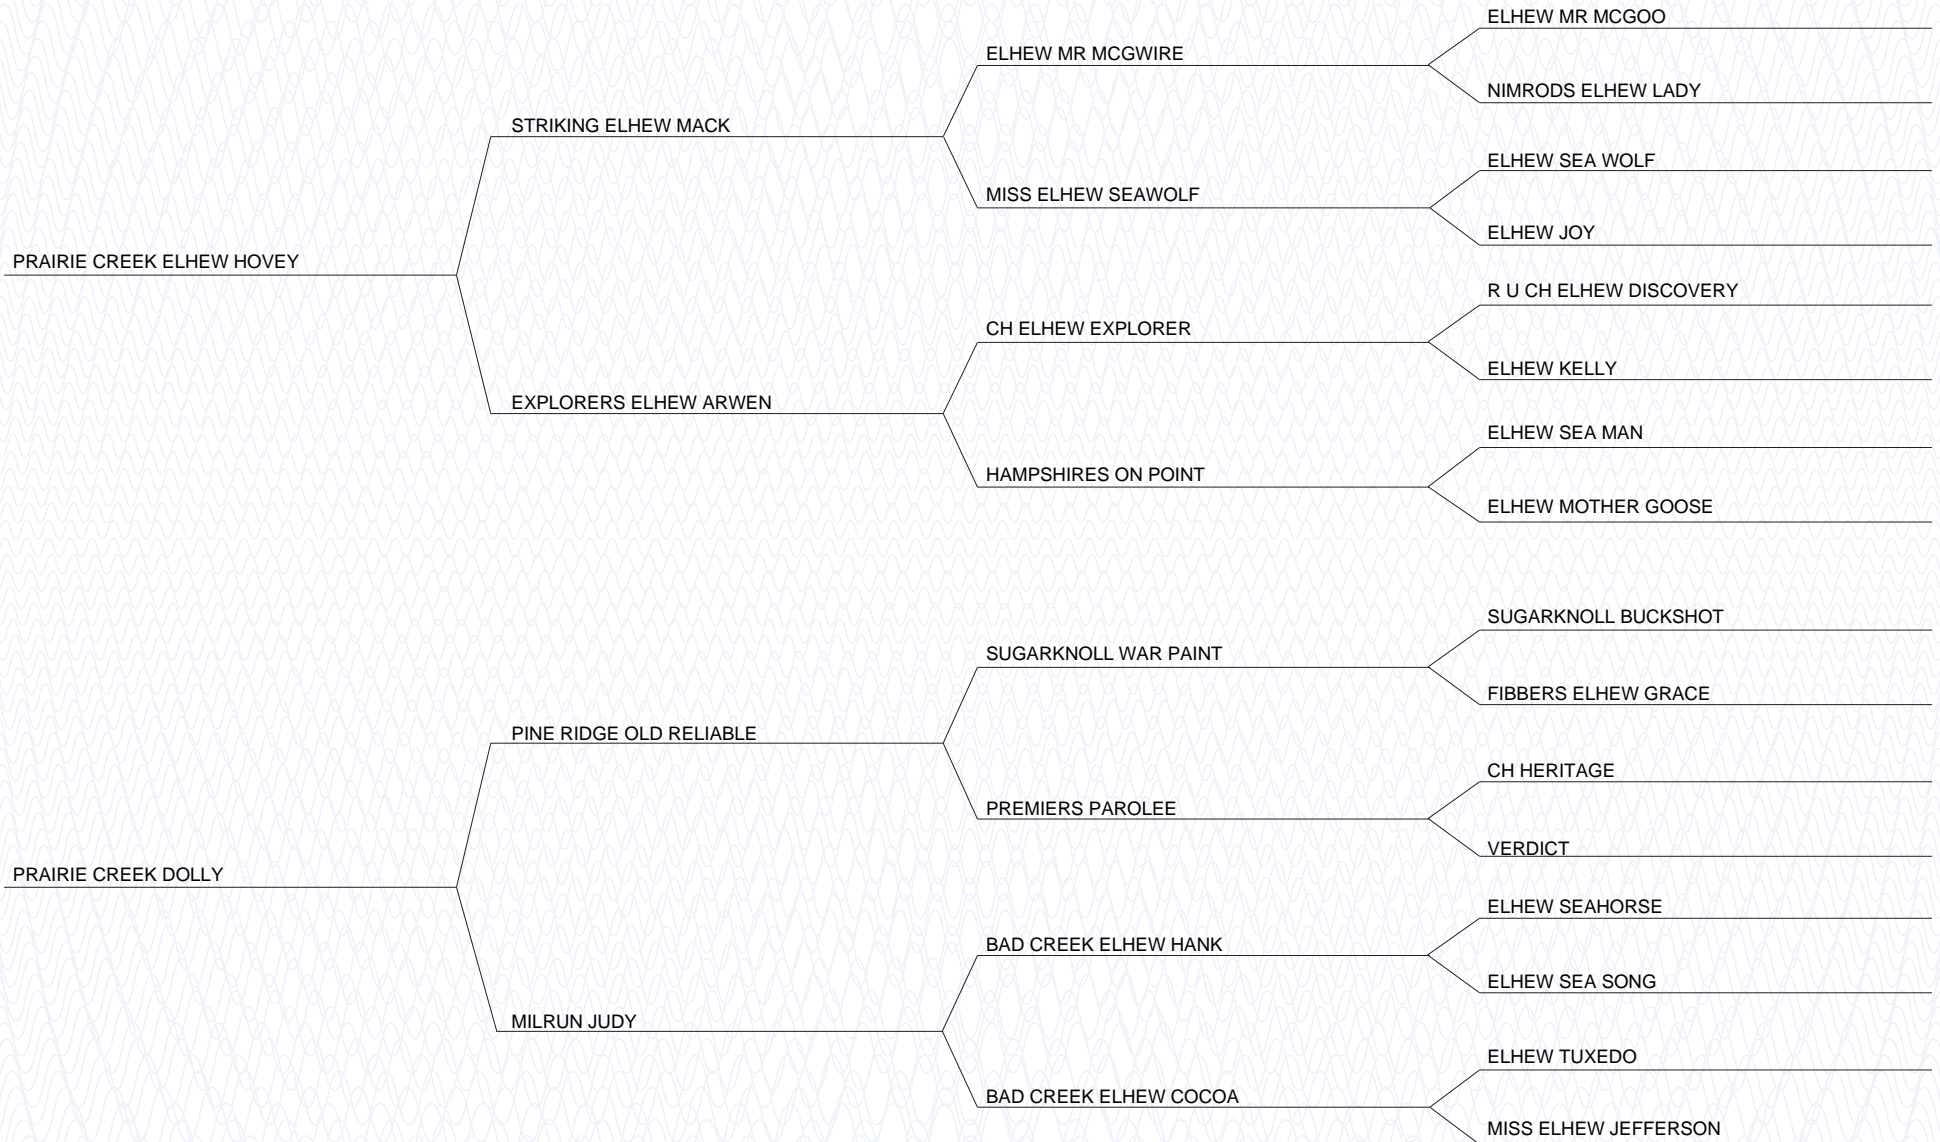 ELHEW MR MCGOO
ELHEW MR MCGWIRE
NIMRODS ELHEW LADY
STRIKING ELHEW MACK
ELHEW SEA WOLF
MISS ELHEW SEAWOLF
ELHEW JOY
PRAIRIE CREEK ELHEW HOVEY
R U CH ELHEW DISCOVERY
CH ELHEW EXPLORER
ELHEW KELLY
EXPLORERS ELHEW ARWEN
ELHEW SEA MAN
HAMPSHIRES ON POINT
ELHEW MOTHER GOOSE
SUGARKNOLL BUCKSHOT
SUGARKNOLL WAR PAINT
FIBBERS ELHEW GRACE
PINE RIDGE OLD RELIABLE
CH HERITAGE
PREMIERS PAROLEE
VERDICT
PRAIRIE CREEK DOLLY
ELHEW SEAHORSE
BAD CREEK ELHEW HANK
ELHEW SEA SONG
MILRUN JUDY
ELHEW TUXEDO
BAD CREEK ELHEW COCOA
MISS ELHEW JEFFERSON